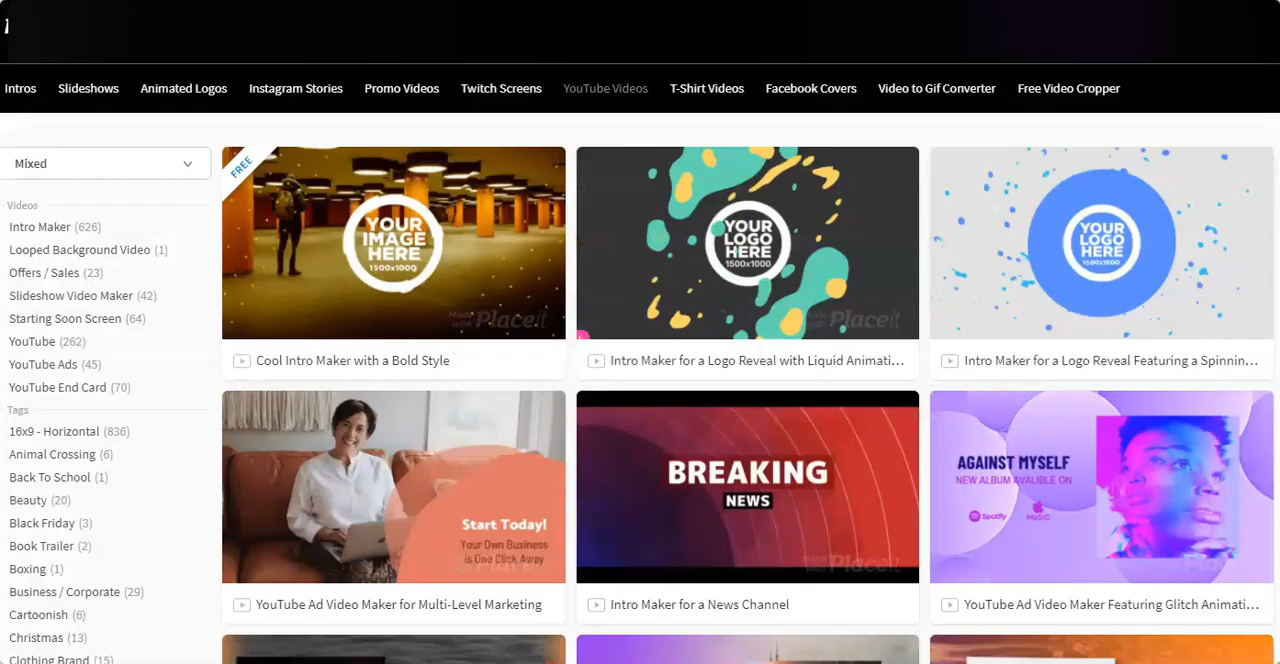 Intros Slideshows Animated Logos Instagram Stories Promo Videos Twitch Screens YouTube Videos T-Shirt Videos Facebook Covers Video to Gif Converter Free Video Cropper
Mixed
Videos
Intro Maker (626)
Looped Background Video (1)
Offers / Sales (23)
Slideshow Video Maker (42)
Starting Soon Screen (64)
YouTube (262)
YouTube Ads (45)
YouTube End Card (70)
Tags
16x9 - Horizontal (836)
Animal Crossing (6)
Back To School (1)
Beauty (20)
Black Friday (3)
Book Trailer (2)
Boxing (1)
Business / Corporate (29)
Cartoonish (6)
Christmas (13)
Clothing Brand (15)
FREE
YOUR
IMAGE
HERE
1500x1000
Made with Placeit
Cool Intro Maker with a Bold Style
YOUR
LOGO
HERE
1500x1000
Made with Placeit
Intro Maker for a Logo Reveal with Liquid Animati...
YOUR
LOGO
HERE
1500x1000
Intro Maker for a Logo Reveal Featuring a Spinnin...
Start Today!
Your Own Business
is One Click Away
YouTube Ad Video Maker for Multi-Level Marketing
BREAKING
NEWS
Made with Placeit
Intro Maker for a News Channel
AGAINST MYSELF
NEW ALBUM AVALIBLE ON
Spotify
MUSIC
YouTube Ad Video Maker Featuring Glitch Animati...